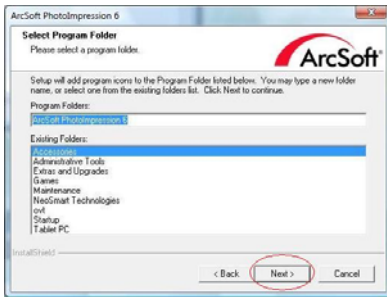 ArcSoft PhotoImpression 6
Select Program Folder
Please select a program folder.
ArcSoft®
Setup will add program icons to the Program Folder listed below. You may type a new folder
name, or select one from the existing folders list. Click Next to continue.
Program Folders:
ArcSoft PhotoImpression 6
Existing Folders:
Accessories
Administrative Tools
Extras and Upgrades
Games
Maintenance
NeoSmart Technologies
ovt
Startup
Tablet PC
InstallShield
< Back
Next >
Cancel